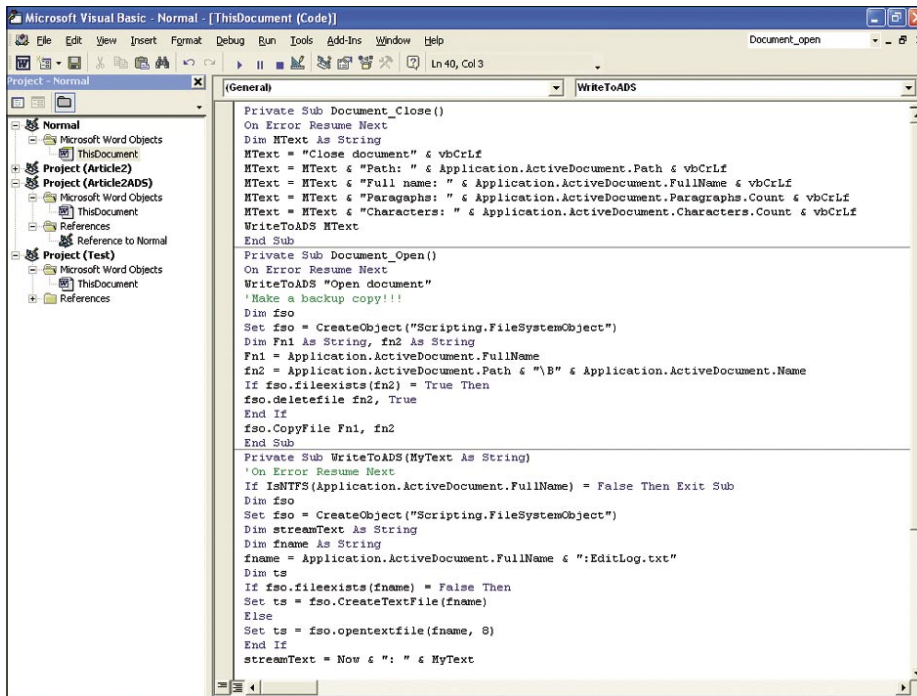 Microsoft Visual Basic - Normal - [ThisDocument (Code)]
File Edit View Insert Format Debug Run Tools Add-Ins Window Help
Document_open
Ln 40, Col 3
Project - Normal
Normal
Microsoft Word Objects
ThisDocument
Project (Article2)
Project (Article2ADS)
Microsoft Word Objects
ThisDocument
References
Reference to Normal
Project (Test)
Microsoft Word Objects
ThisDocument
References
(General) WriteToADS
Private Sub Document_Close()
On Error Resume Next
Dim MText As String
MText = "Close document" & vbCrLf
MText = MText & "Path: " & Application.ActiveDocument.Path & vbCrLf
MText = MText & "Full name: " & Application.ActiveDocument.FullName & vbCrLf
MText = MText & "Paragaphs: " & Application.ActiveDocument.Paragraphs.Count & vbCrLf
MText = MText & "Characters: " & Application.ActiveDocument.Characters.Count & vbCrLf
WriteToADS MText
End Sub
Private Sub Document_Open()
On Error Resume Next
WriteToADS "Open document"
'Make a backup copy!!!
Dim fso
Set fso = CreateObject("Scripting.FileSystemObject")
Dim Fn1 As String, fn2 As String
Fn1 = Application.ActiveDocument.FullName
fn2 = Application.ActiveDocument.Path & "\B" & Application.ActiveDocument.Name
If fso.fileexists(fn2) = True Then
fso.deletefile fn2, True
End If
fso.CopyFile Fn1, fn2
End Sub
Private Sub WriteToADS(MyText As String)
'On Error Resume Next
If IsNTFS(Application.ActiveDocument.FullName) = False Then Exit Sub
Dim fso
Set fso = CreateObject("Scripting.FileSystemObject")
Dim streamText As String
Dim fname As String
fname = Application.ActiveDocument.FullName & ":EditLog.txt"
Dim ts
If fso.fileexists(fname) = False Then
Set ts = fso.CreateTextFile(fname)
Else
Set ts = fso.opentextfile(fname, 8)
End If
streamText = Now & ": " & MyText